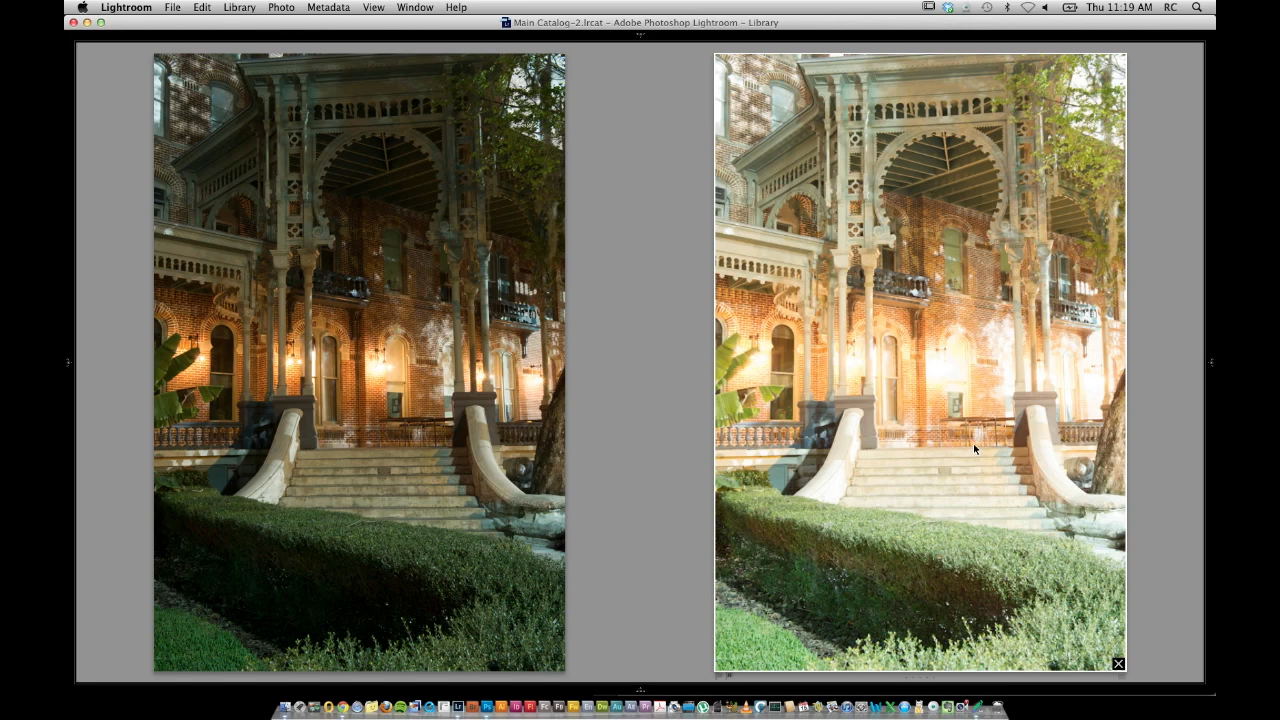 Lightroom File Edit Library Photo Metadata View Window Help Thu 11:19 AM RC
Main Catalog-2.lrcat - Adobe Photoshop Lightroom - Library